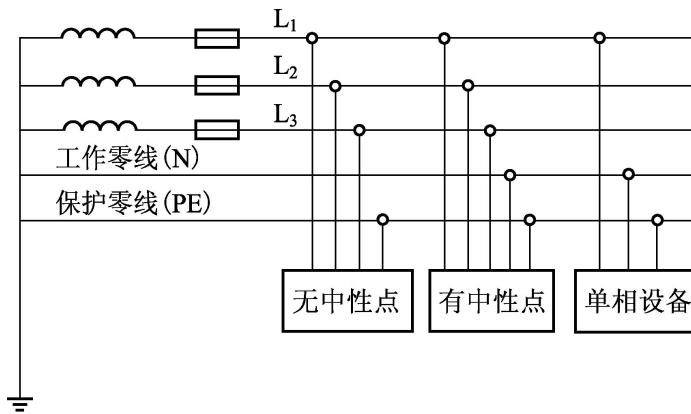 L₁
L₂
L₃
工作零线(N)
保护零线(PE)
无中性点
有中性点
单相设备